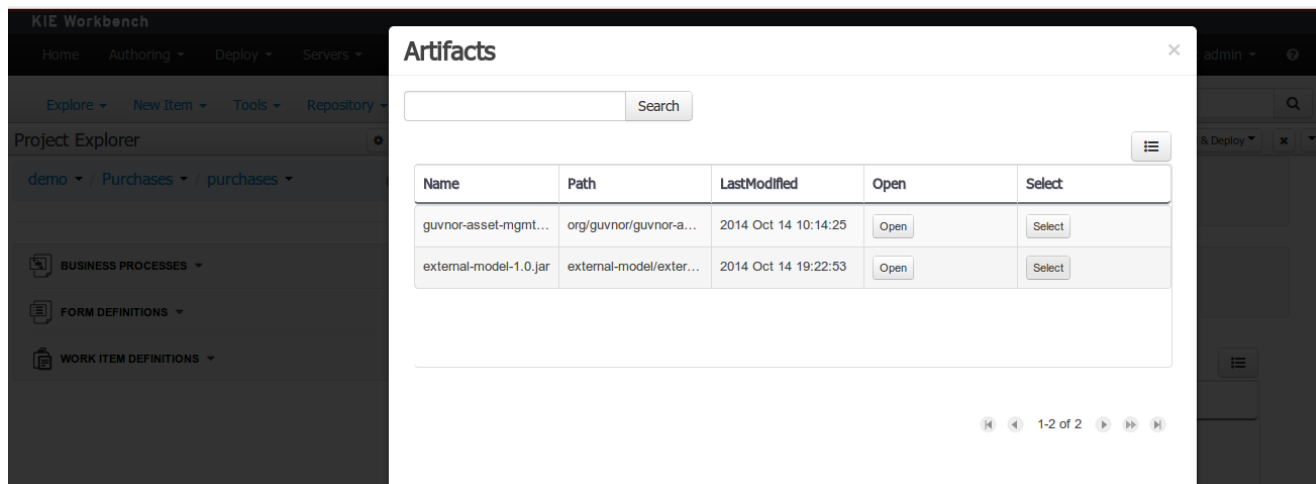 KIE Workbench
Home Authoring Deploy Servers admin
Explore New Item Tools Repository
Project Explorer
& Deploy
demo / Purchases / purchases
BUSINESS PROCESSES
FORM DEFINITIONS
WORK ITEM DEFINITIONS
Artifacts
Search
Name Path LastModified Open Select
guvnor-asset-mgmt... org/guvnor/guvnor-a... 2014 Oct 14 10:14:25 Open Select
external-model-1.0.jar external-model/exter... 2014 Oct 14 19:22:53 Open Select
1-2 of 2